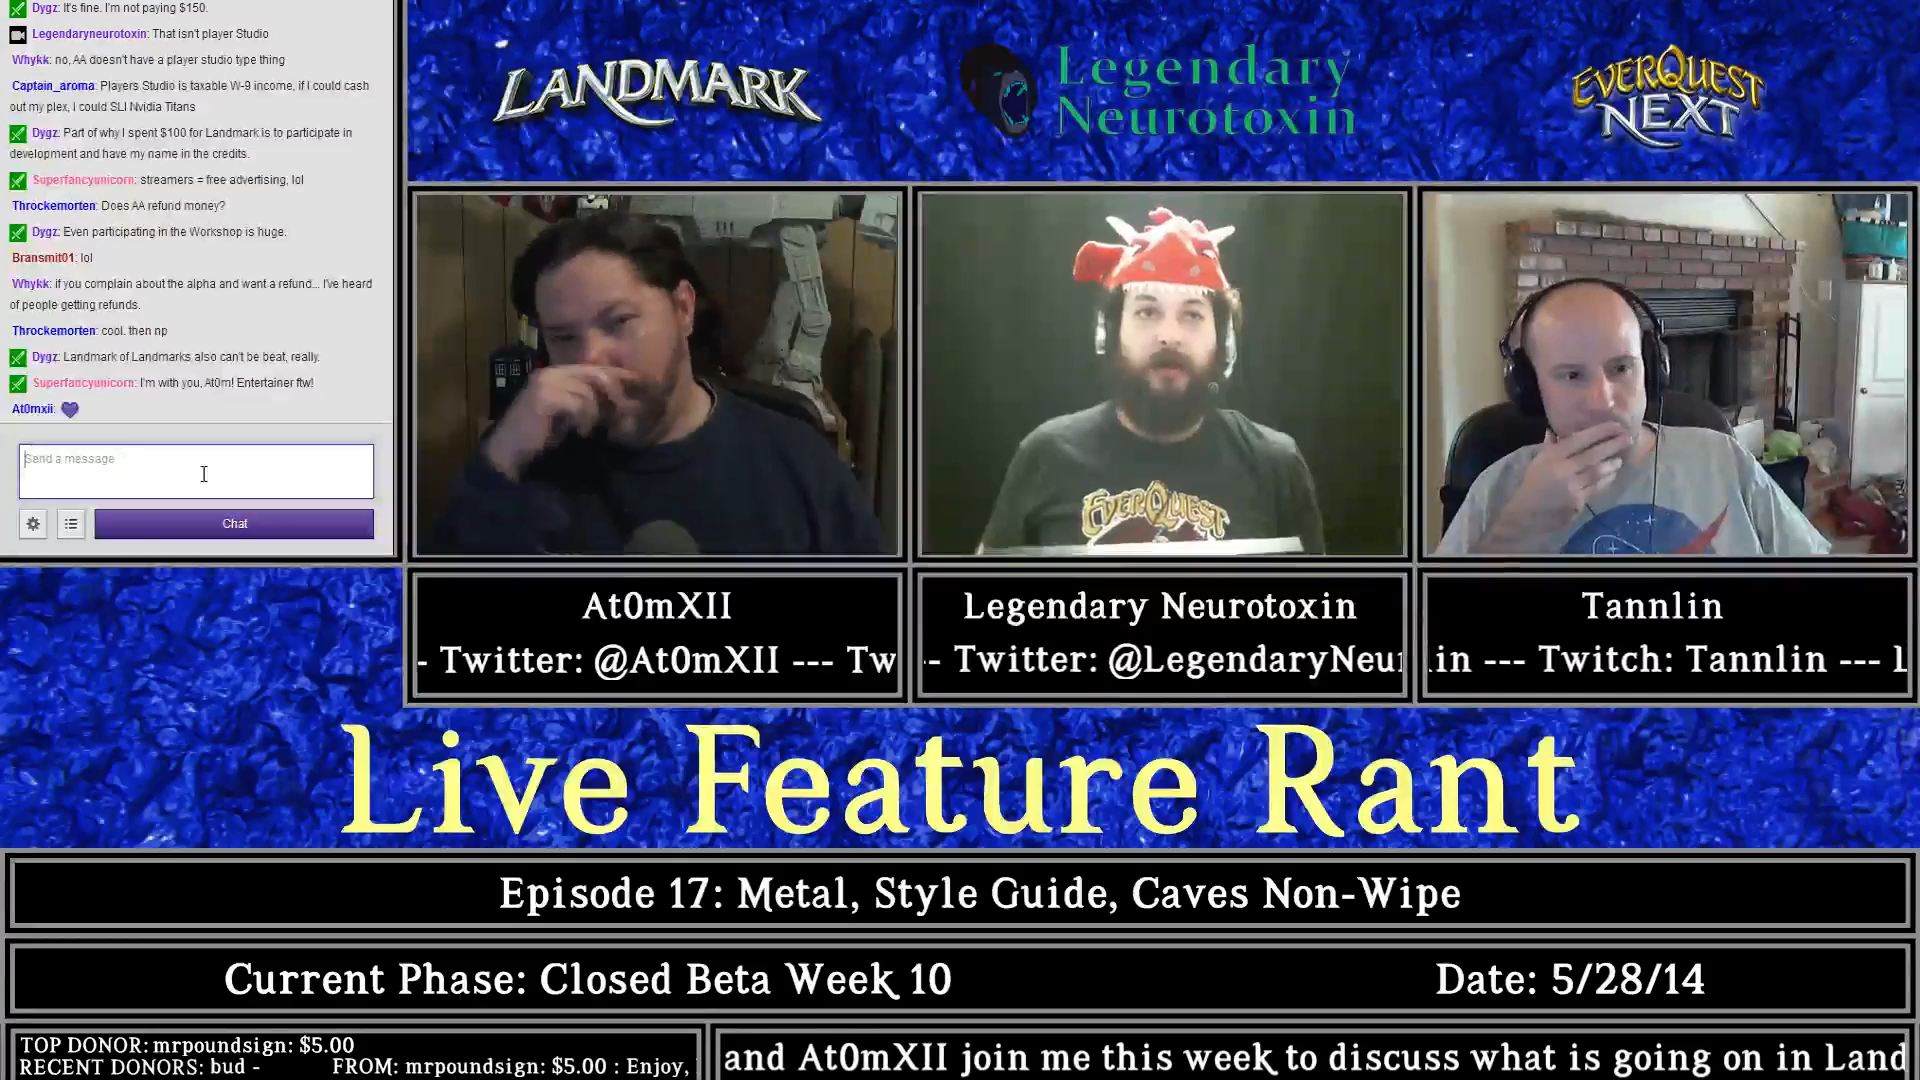 Dygz: It's fine. I'm not paying $150.
Legendaryneurotoxin: That isn't player Studio
Whykk: no, AA doesn't have a player studio type thing
Captain_aroma: Players Studio is taxable W-9 income, if I could cash
out my plex, I could SLI Nvidia Titans
Dygz: Part of why I spent $100 for Landmark is to participate in
development and have my name in the credits.
Superfancyunicorn: streamers = free advertising, lol
Throckemorten: Does AA refund money?
Dygz: Even participating in the Workshop is huge.
Bransmit01: lol
Whykk: if you complain about the alpha and want a refund... I've heard
of people getting refunds.
Throckemorten: cool. then np
Dygz: Landmark of Landmarks also can't be beat, really.
Superfancyunicorn: I'm with you, At0m! Entertainer ftw!
At0mxii:
Send a message
Chat
LANDMARK
Legendary
Neurotoxin
EVERQUEST
NEXT
EVERQUEST
At0mXII
- Twitter: @At0mXII --- Tw
Legendary Neurotoxin
-- Twitter: @LegendaryNeur
Tannlin
in --- Twitch: Tannlin --- L
Live Feature Rant
Episode 17: Metal, Style Guide, Caves Non-Wipe
Current Phase: Closed Beta Week 10
Date: 5/28/14
TOP DONOR: mrpoundsign: $5.00
RECENT DONORS: bud - FROM: mrpoundsign: $5.00 : Enjoy,
and At0mXII join me this week to discuss what is going on in Land